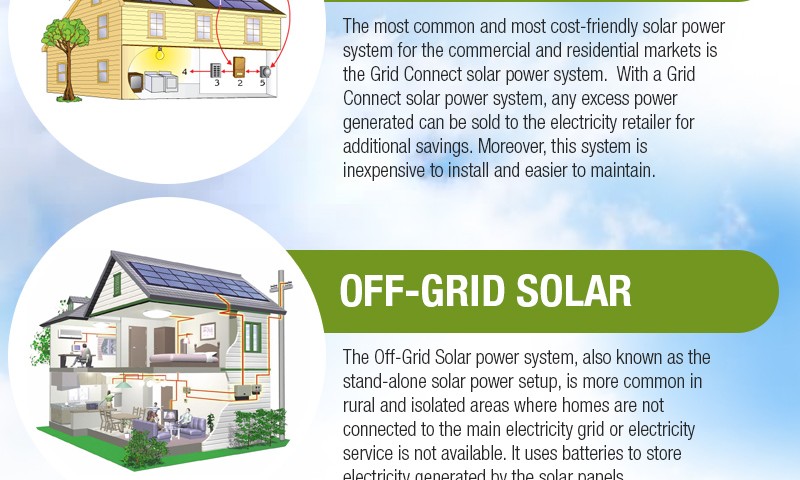 4
3
2
5
The most common and most cost-friendly solar power
system for the commercial and residential markets is
the Grid Connect solar power system.  With a Grid
Connect solar power system, any excess power
generated can be sold to the electricity retailer for
additional savings. Moreover, this system is
inexpensive to install and easier to maintain.
OFF-GRID SOLAR
The Off-Grid Solar power system, also known as the
stand-alone solar power setup, is more common in
rural and isolated areas where homes are not
connected to the main electricity grid or electricity
service is not available. It uses batteries to store
electricity generated by the solar panels